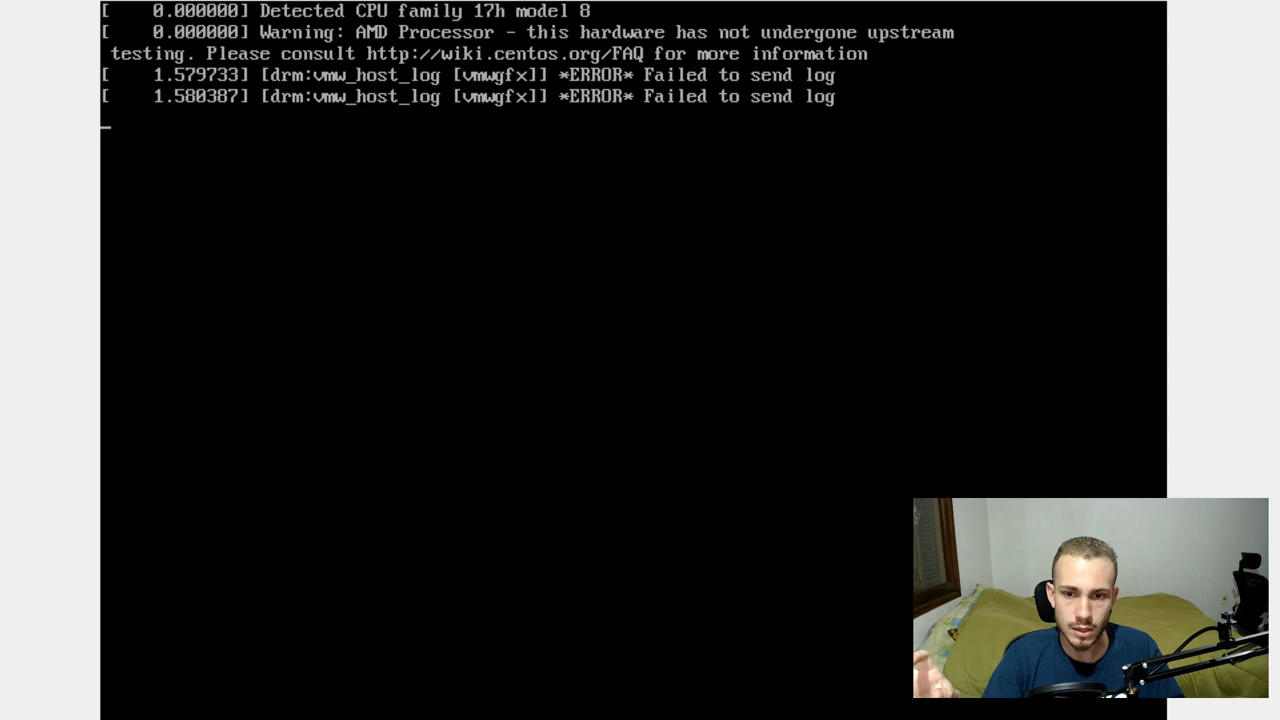 [    0.000000] Detected CPU family 17h model 8
[    0.000000] Warning: AMD Processor - this hardware has not undergone upstream
testing. Please consult http://wiki.centos.org/FAQ for more information
[    1.579733] [drm:vmw_host_log [vmwgfx]] *ERROR* Failed to send log
[    1.580387] [drm:vmw_host_log [vmwgfx]] *ERROR* Failed to send log